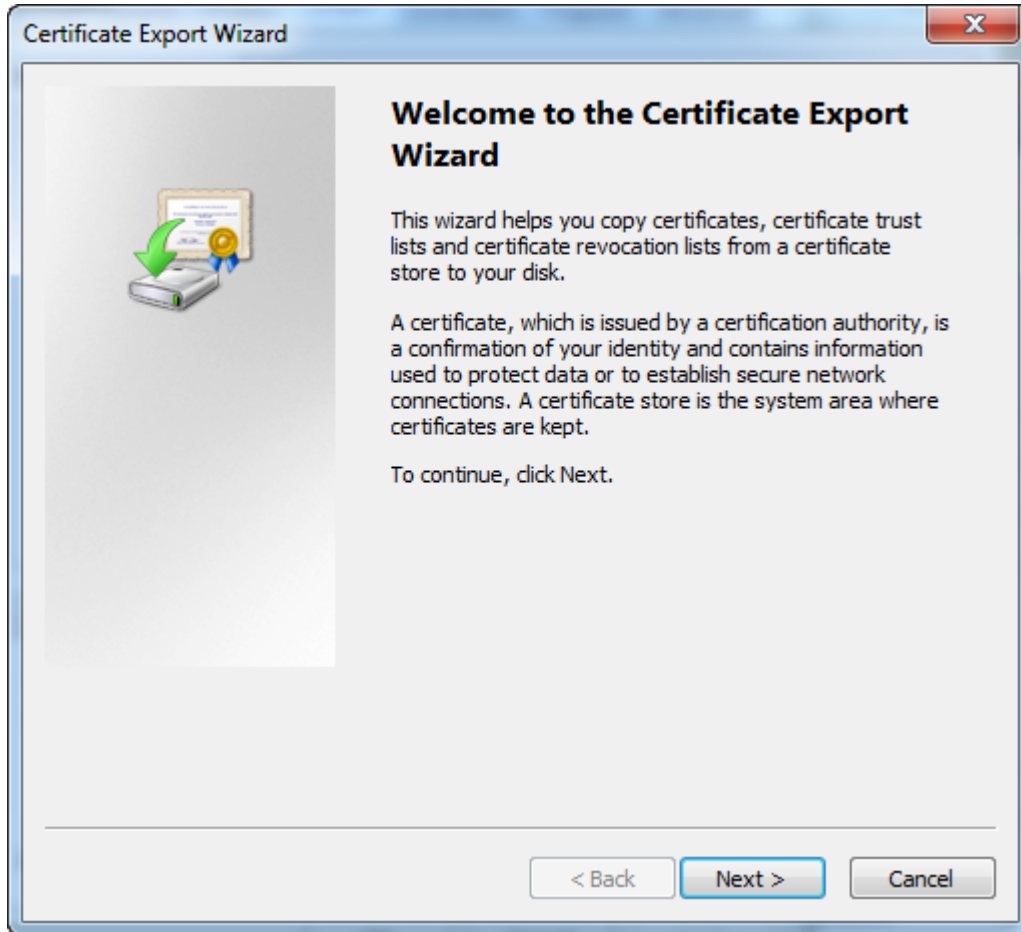 Certificate Export Wizard
Welcome to the Certificate Export
Wizard
This wizard helps you copy certificates, certificate trust
lists and certificate revocation lists from a certificate
store to your disk.
A certificate, which is issued by a certification authority, is
a confirmation of your identity and contains information
used to protect data or to establish secure network
connections. A certificate store is the system area where
certificates are kept.
To continue, click Next.
< Back
Next >
Cancel